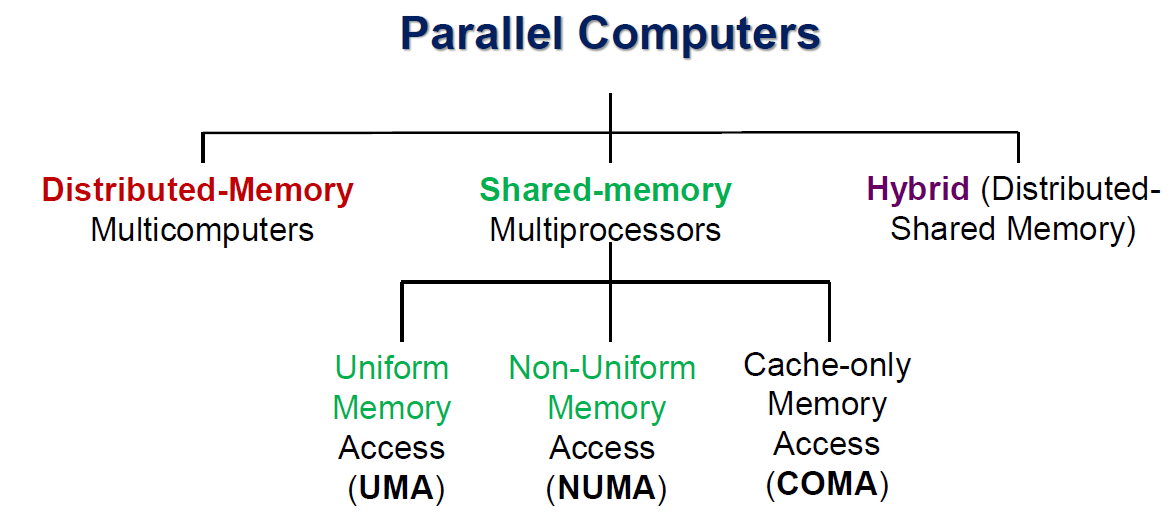 Parallel Computers
Distributed-Memory
Multicomputers
Shared-memory
Multiprocessors
Hybrid (Distributed-
Shared Memory)
Uniform
Memory
Access
(UMA)
Non-Uniform
Memory
Access
(NUMA)
Cache-only
Memory
Access
(COMA)